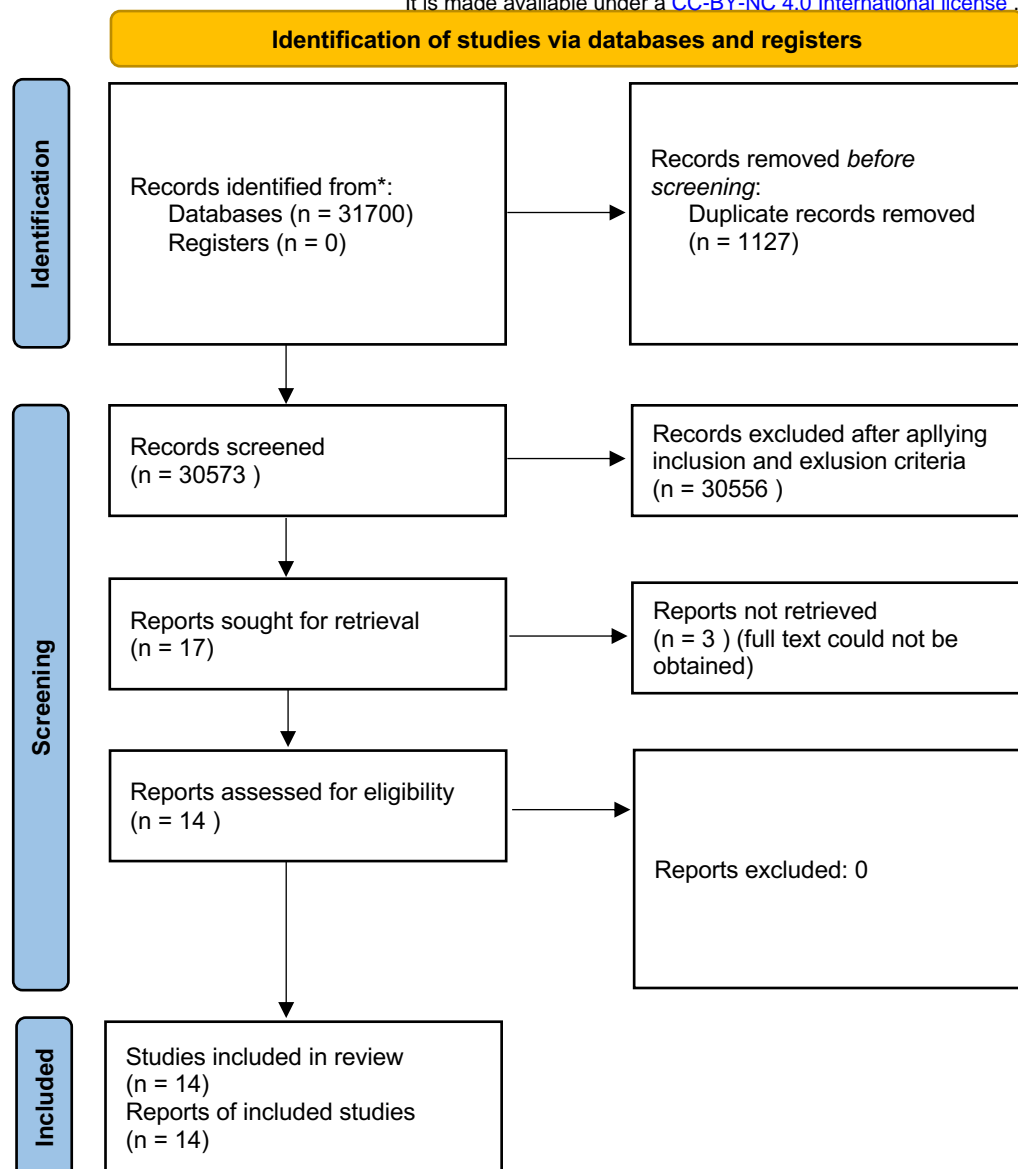 It is made available under a CC-BY-NC 4.0 International license .
Identification of studies via databases and registers
Identification
Records identified from*:
Databases (n = 31700)
Registers (n = 0)
Records removed before
screening:
Duplicate records removed
(n = 1127)
Screening
Records screened
(n = 30573 )
Records excluded after apllying
inclusion and exlusion criteria
(n = 30556 )
Reports sought for retrieval
(n = 17)
Reports not retrieved
(n = 3 ) (full text could not be
obtained)
Reports assessed for eligibility
(n = 14 )
Reports excluded: 0
Included
Studies included in review
(n = 14)
Reports of included studies
(n = 14)